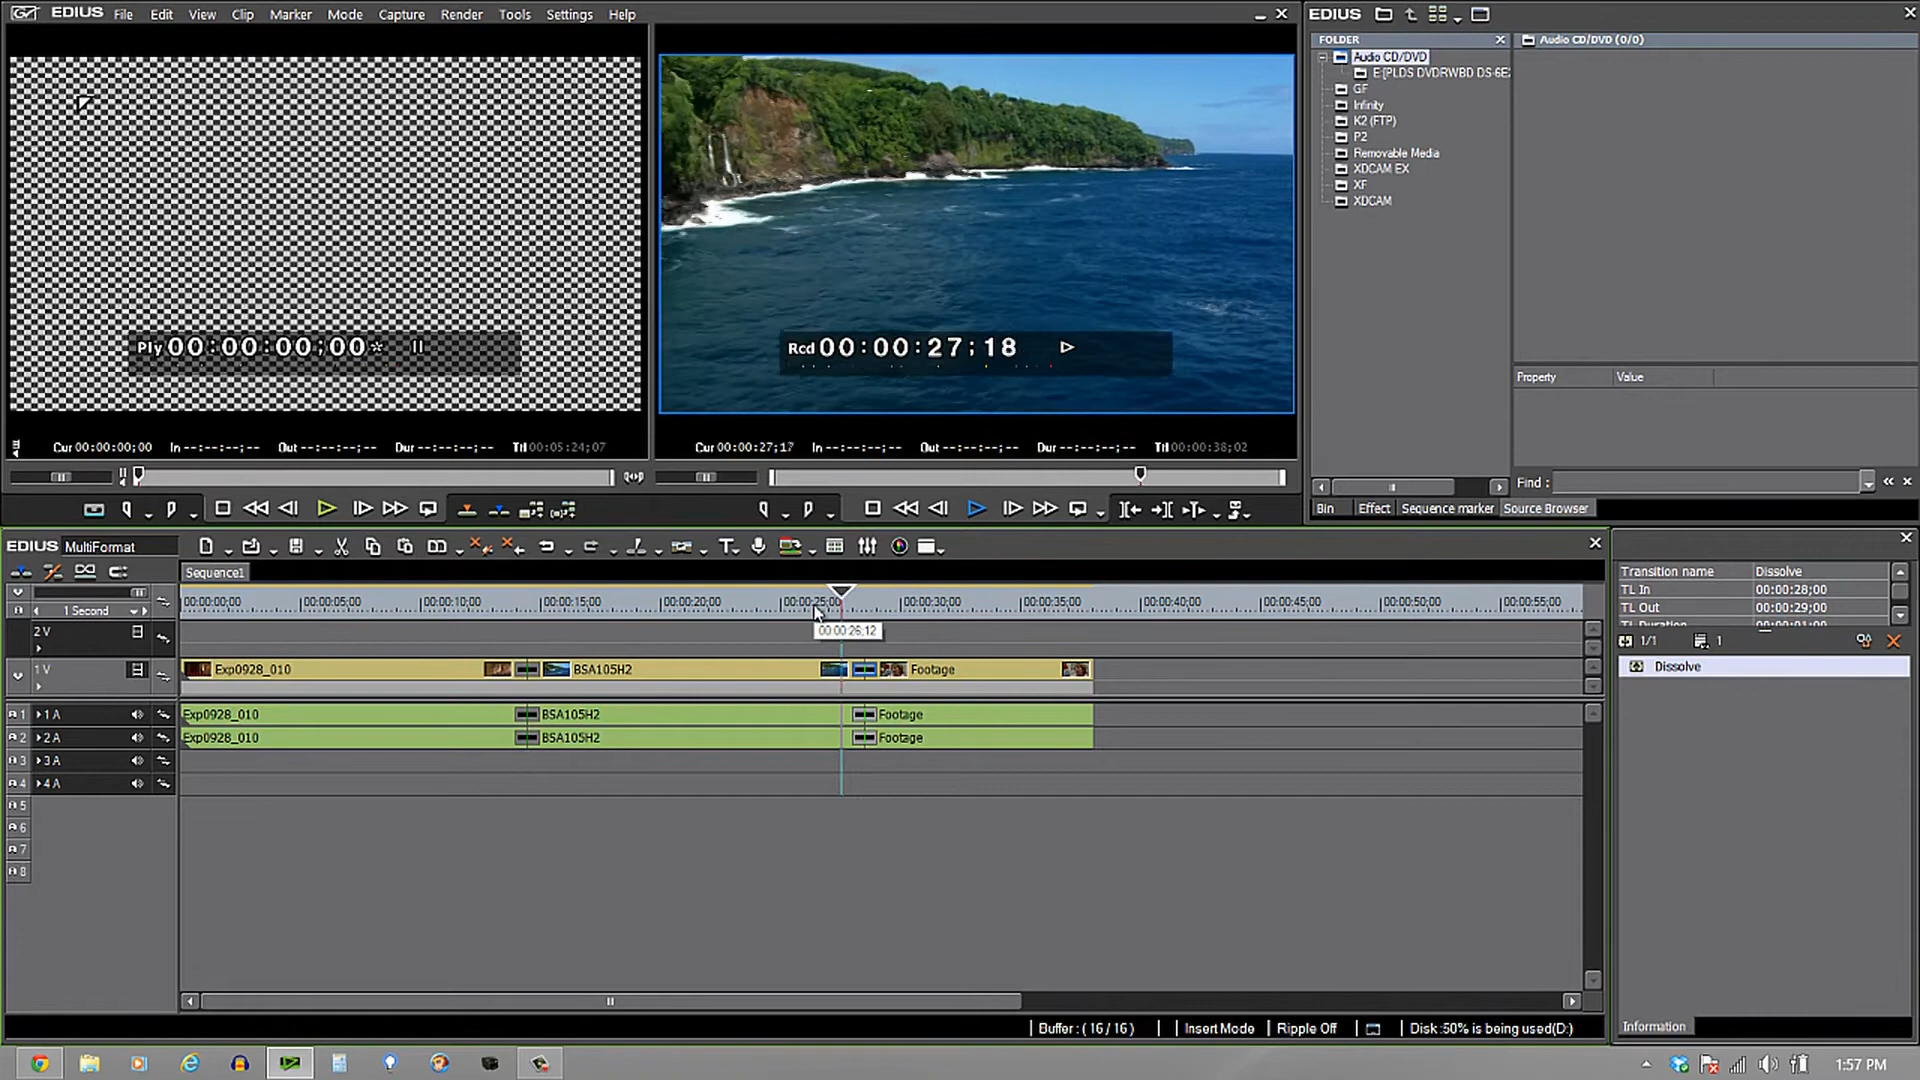 EDIUS File Edit View Clip Marker Mode Capture Render Tools Settings Help
Ply 00:00:00;00* II
Rcd 00:00:27;18
Cur 00:00:00;00 In --:--:--;-- Out --:--:--;-- Dur --:--:--;-- Ttl 00:05:24;07
Cur 00:00:27;17 In --:--:--;-- Out --:--:--;-- Dur --:--:--;-- Ttl 00:00:38;02
EDIUS
FOLDER
Audio CD/DVD (0/0)
Audio CD/DVD
E:[PLDS DVDRWBD DS-6E2
GF
Infinity
K2 (FTP)
P2
Removable Media
XDCAM EX
XF
XDCAM
Property Value
Find :
Bin Effect Sequence marker Source Browser
EDIUS MultiFormat
Sequence1
1 Second
00:00:00;00 00:00:05;00 00:00:10;00 00:00:15;00 00:00:20;00 00:00:25;00 00:00:30;00 00:00:35;00 00:00:40;00 00:00:45;00 00:00:50;00 00:00:55;00
00:00:26;12
2 V
1 V Exp0928_010 BSA105H2 Footage
1 1 A Exp0928_010 BSA105H2 Footage
2 2 A Exp0928_010 BSA105H2 Footage
3 3 A
4 4 A
5
6
7
8
Buffer : ( 16 / 16 ) Insert Mode Ripple Off Disk :50% is being used(D:)
Transition name Dissolve
TL In 00:00:28;00
TL Out 00:00:29;00
TL Duration 00:00:01;00
1/1 1
Dissolve
Information
1:57 PM